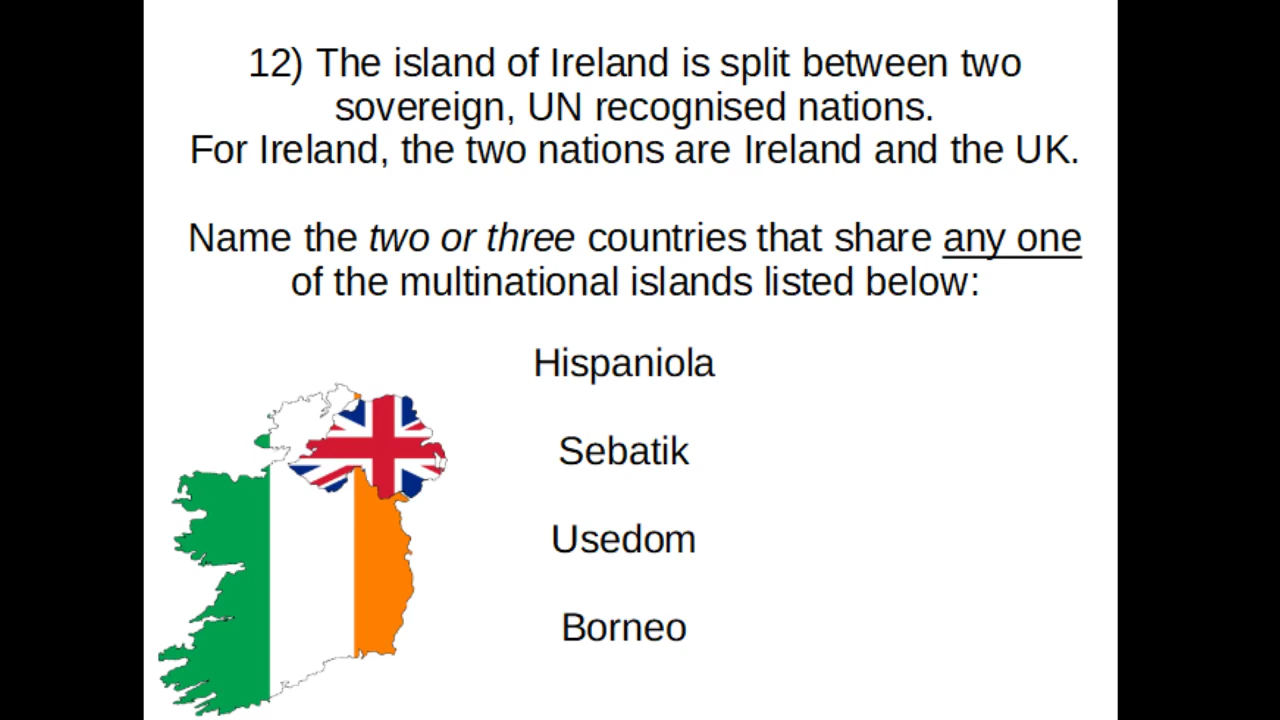 12) The island of Ireland is split between two
sovereign, UN recognised nations.
For Ireland, the two nations are Ireland and the UK.
Name the two or three countries that share any one
of the multinational islands listed below:
Hispaniola
Sebatik
Usedom
Borneo